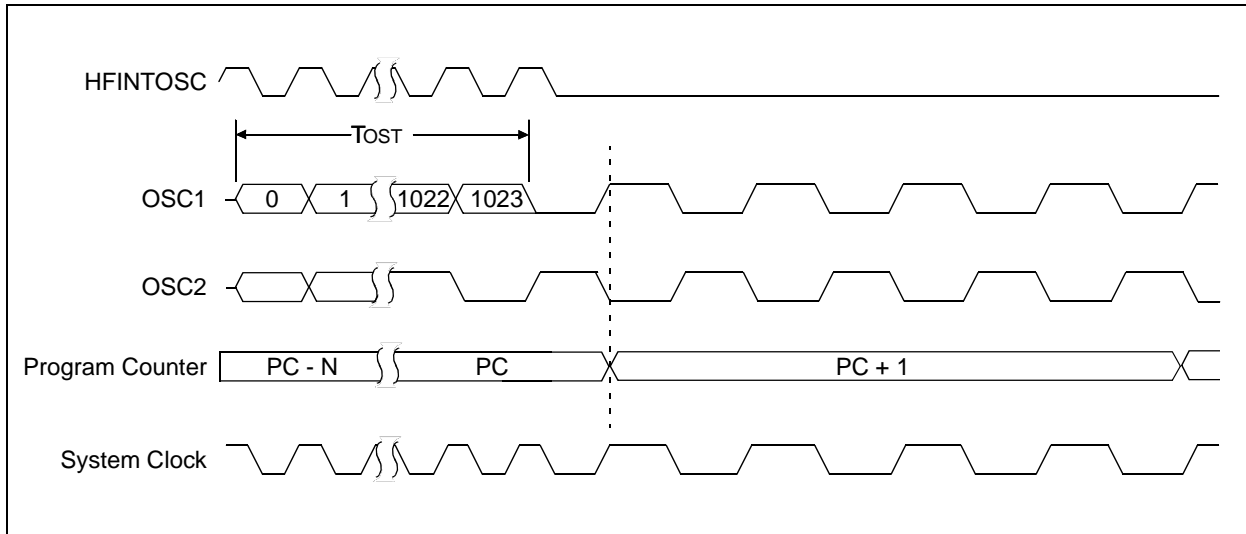 HFINTOSC
TOST
OSC1 0 1 1022 1023
OSC2
Program Counter PC - N PC PC + 1
System Clock